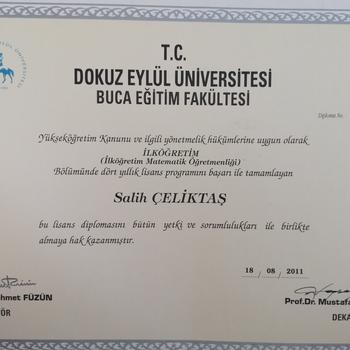 T.C.
DOKUZ EYLÜL ÜNİVERSİTESİ
BUCA EĞİTİM FAKÜLTESİ
Diploma No.
Yükseköğretim Kanunu ve ilgili yönetmelik hükümlerine uygun olarak
İLKÖĞRETİM
(İlköğretim Matematik Öğretmenliği)
Bölümünde dört yıllık lisans programını başarı ile tamamlayan
Salih ÇELİKTAŞ
bu lisans diplomasını bütün yetki ve sorumlulukları ile birlikte
almaya hak kazanmıştır.
18 / 08 / 2011
hmet FÜZÜN
Prof.Dr. Mustafa
ÖR
DEKA